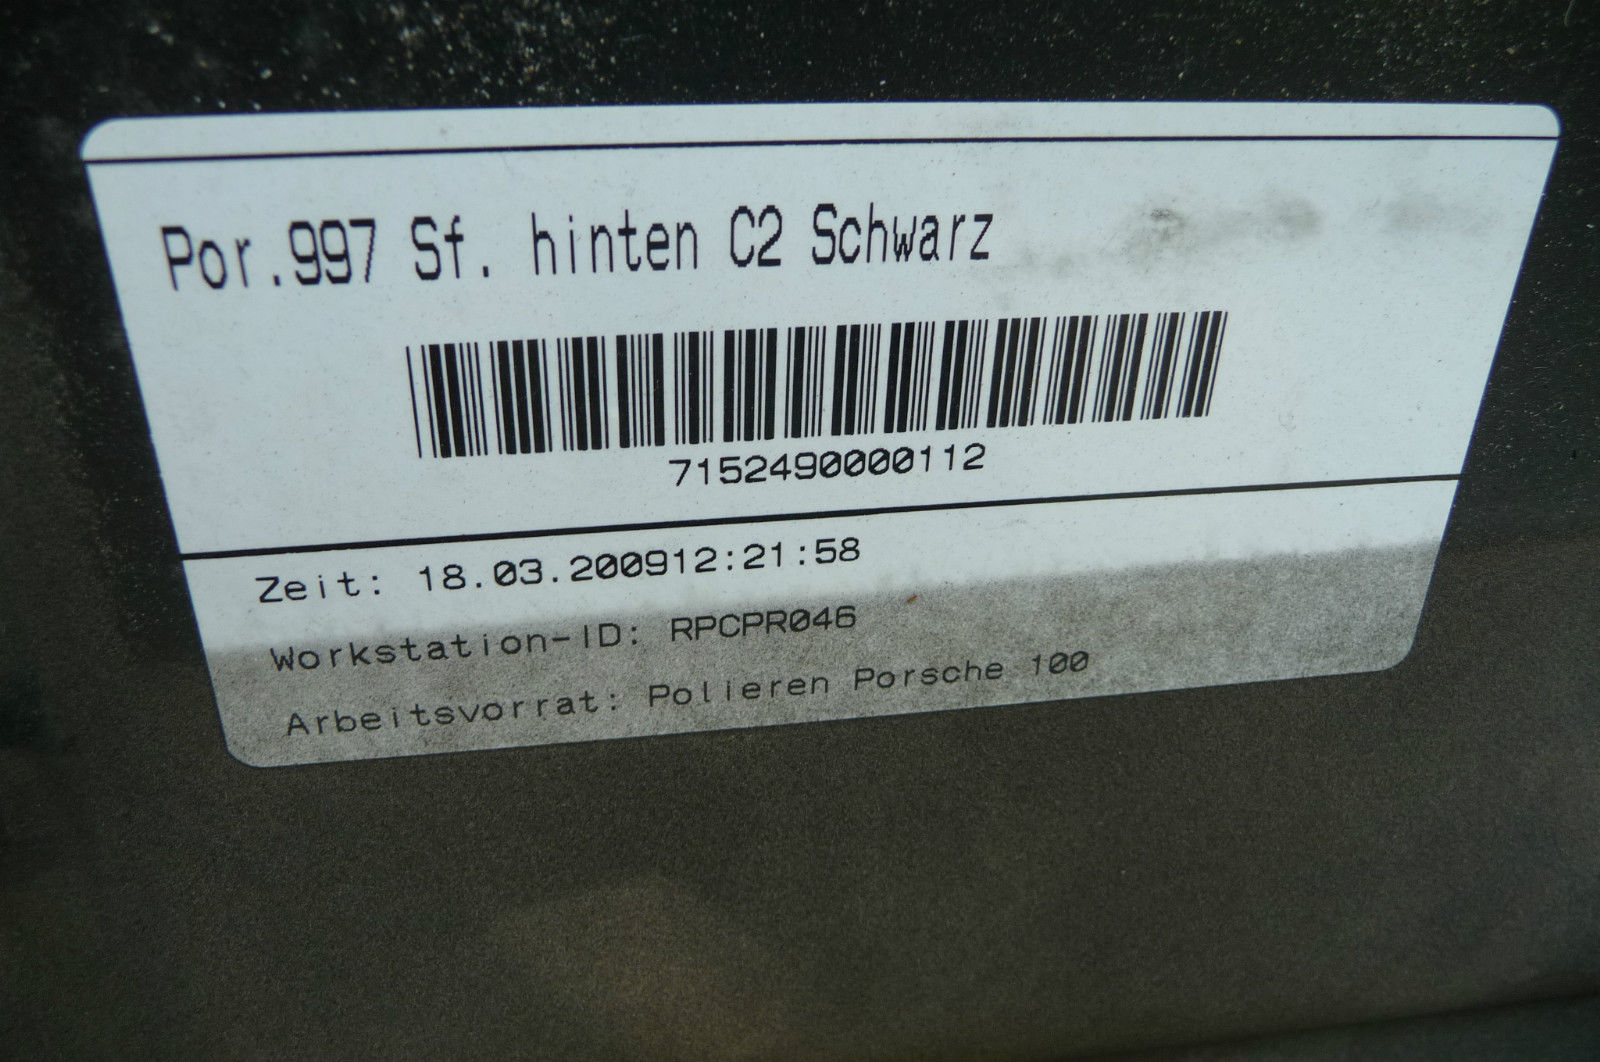 Por.997 Sf. hinten C2 Schwarz
7152490000112
Zeit: 18.03.200912:21:58
Workstation-ID: RPCPR046
Arbeitsvorrat: Polieren Porsche 100